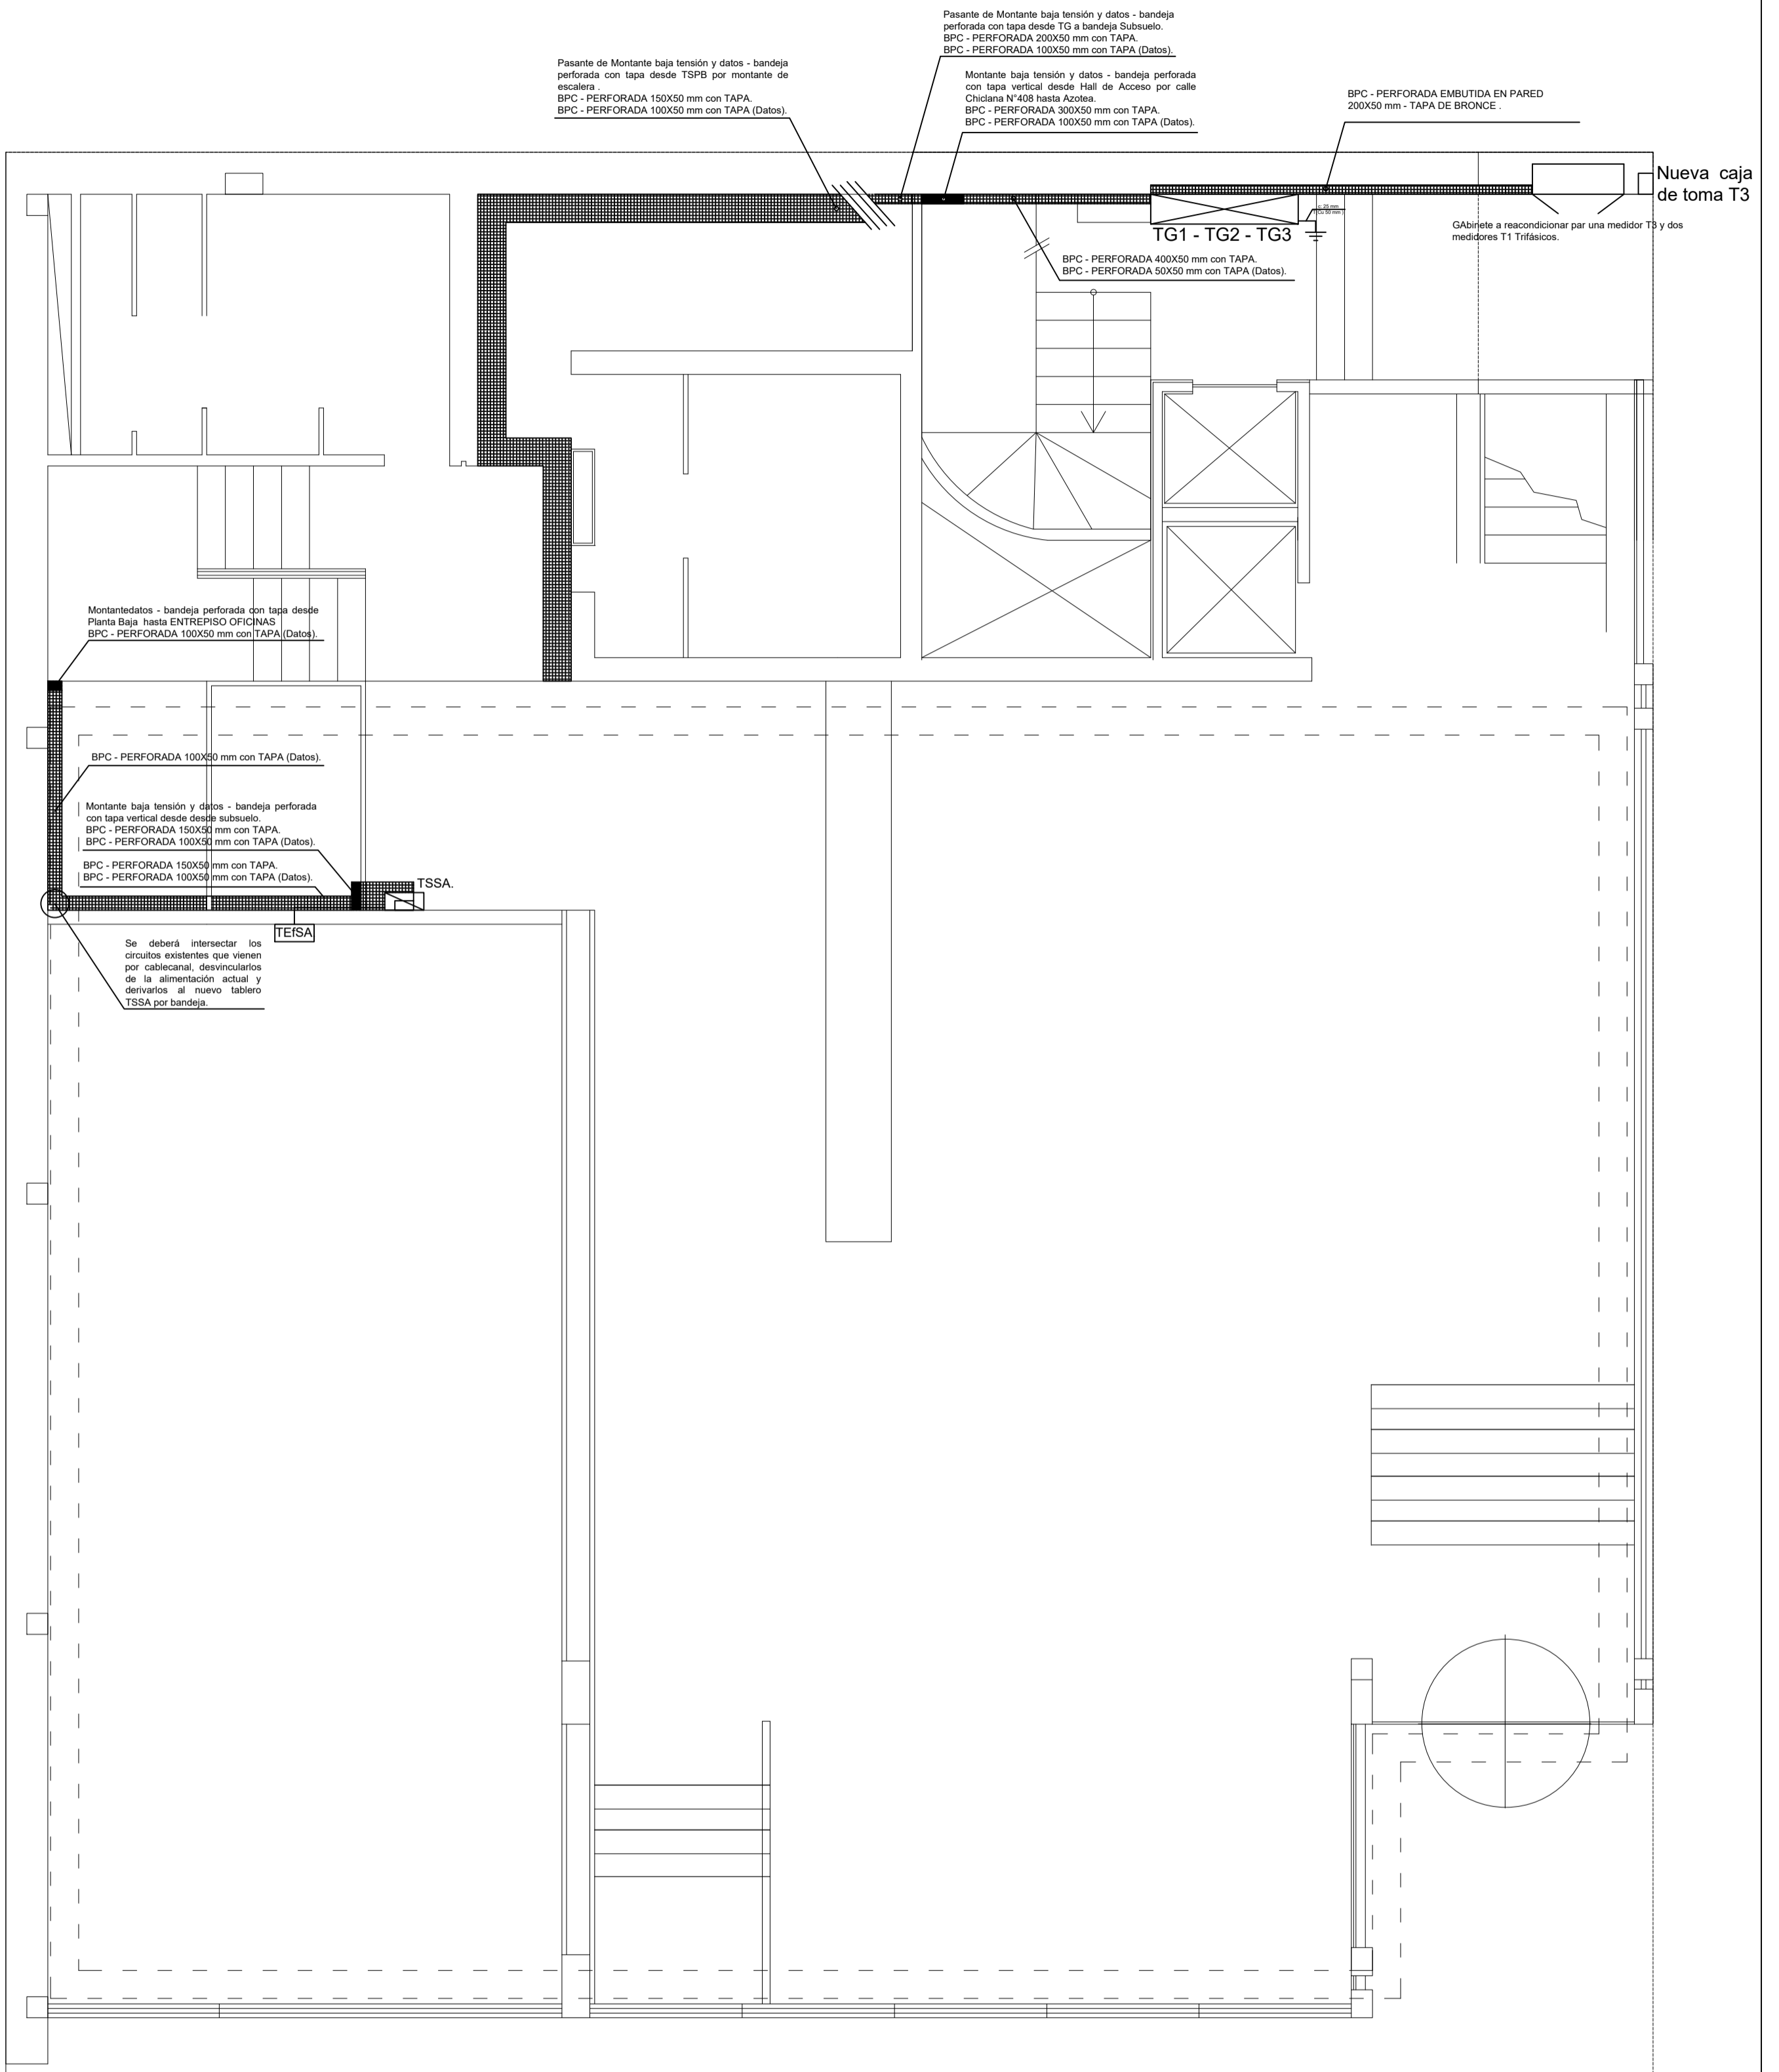 Pasante de Montante baja tensión y datos - bandeja
perforada con tapa desde TG a bandeja Subsuelo.
BPC - PERFORADA 200X50 mm con TAPA.
BPC - PERFORADA 100X50 mm con TAPA (Datos).
Pasante de Montante baja tensión y datos - bandeja
perforada con tapa desde TSPB por montante de
escalera .
BPC - PERFORADA 150X50 mm con TAPA.
BPC - PERFORADA 100X50 mm con TAPA (Datos).
Montante baja tensión y datos - bandeja perforada
con tapa vertical desde Hall de Acceso por calle
Chiclana N°408 hasta Azotea.
BPC - PERFORADA 300X50 mm con TAPA.
BPC - PERFORADA 100X50 mm con TAPA (Datos).
BPC - PERFORADA EMBUTIDA EN PARED
200X50 mm - TAPA DE BRONCE .
Nueva caja
de toma T3
GAbinete a reacondicionar par una medidor T3 y dos
medidores T1 Trifásicos.
TG1 - TG2 - TG3
BPC - PERFORADA 400X50 mm con TAPA.
BPC - PERFORADA 50X50 mm con TAPA (Datos).
Montantedatos - bandeja perforada con tapa desde
Planta Baja hasta ENTREPISO OFICINAS
BPC - PERFORADA 100X50 mm con TAPA (Datos).
BPC - PERFORADA 100X50 mm con TAPA (Datos).
Montante baja tensión y datos - bandeja perforada
con tapa vertical desde desde subsuelo.
BPC - PERFORADA 150X50 mm con TAPA.
BPC - PERFORADA 100X50 mm con TAPA (Datos).
BPC - PERFORADA 150X50 mm con TAPA.
BPC - PERFORADA 100X50 mm con TAPA (Datos).
TSSA.
TEfSA
Se deberá intersectar los
circuitos existentes que vienen
por cablecanal, desvincularlos
de la alimentación actual y
derivarlos al nuevo tablero
TSSA por bandeja.